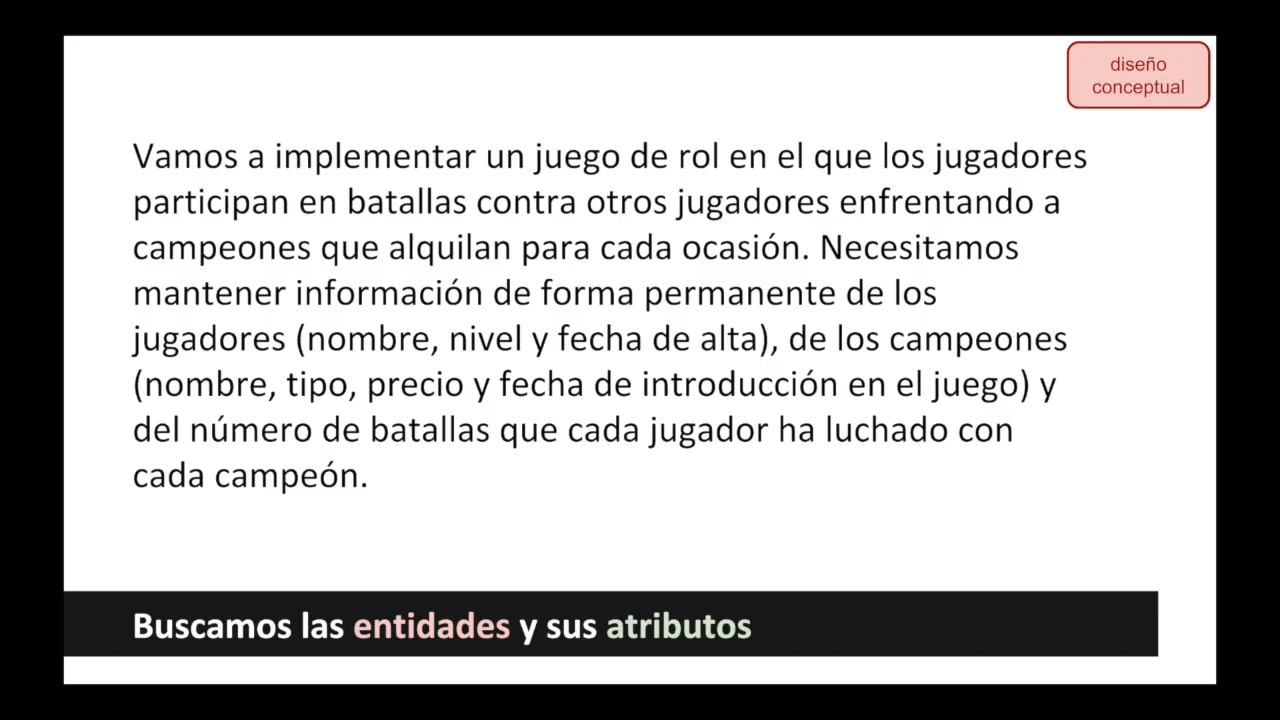 diseño
conceptual
Vamos a implementar un juego de rol en el que los jugadores
participan en batallas contra otros jugadores enfrentando a
campeones que alquilan para cada ocasión. Necesitamos
mantener información de forma permanente de los
jugadores (nombre, nivel y fecha de alta), de los campeones
(nombre, tipo, precio y fecha de introducción en el juego) y
del número de batallas que cada jugador ha luchado con
cada campeón.
Buscamos las entidades y sus atributos